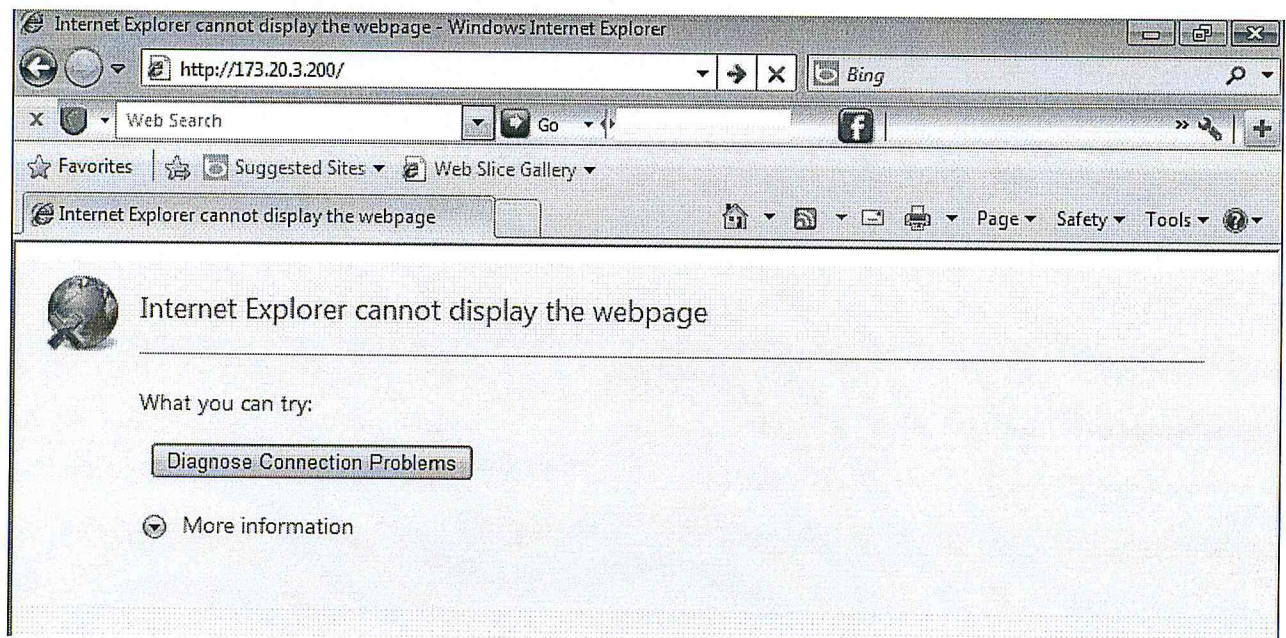 Internet Explorer cannot display the webpage - Windows Internet Explorer
http://173.20.3.200/ Bing
X Web Search Go f »
Favorites Suggested Sites Web Slice Gallery
Internet Explorer cannot display the webpage Page Safety Tools
Internet Explorer cannot display the webpage
What you can try:
Diagnose Connection Problems
More information